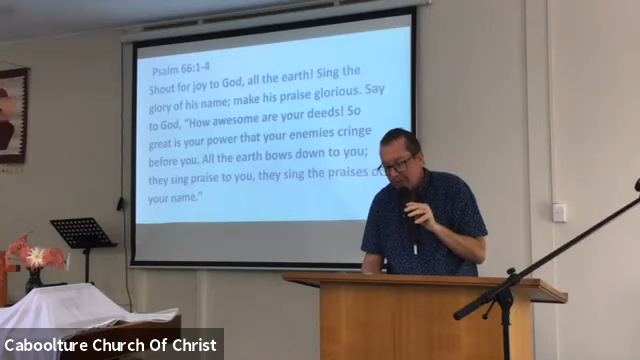 Psalm 66:1-4
Shout for joy to God, all the earth! Sing the
glory of his name; make his praise glorious. Say
to God, “How awesome are your deeds! So
great is your power that your enemies cringe
before you. All the earth bows down to you;
they sing praise to you, they sing the praises
your name.”
Caboolture Church Of Christ